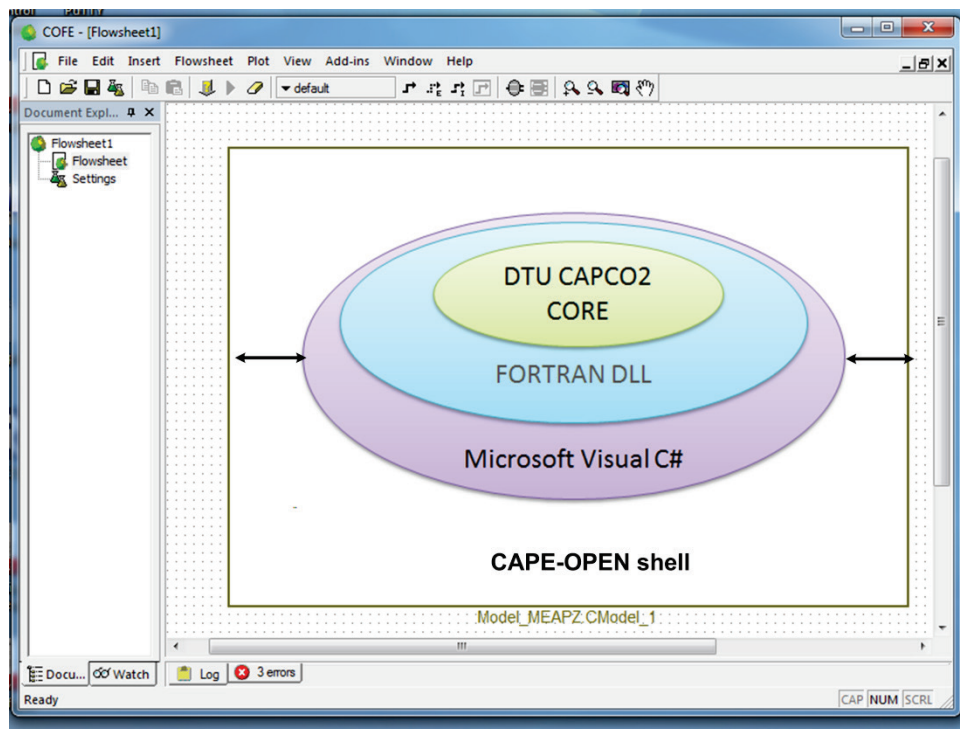 COFE - [Flowsheet1]
File Edit Insert Flowsheet Plot View Add-ins Window Help
default
Document Expl...
Flowsheet1
Flowsheet
Settings
DTU CAPCO2
CORE
FORTRAN DLL
Microsoft Visual C#
CAPE-OPEN shell
Model_MEAPZ.CModel_1
Docu... Watch Log 3 errors
Ready CAP NUM SCRL